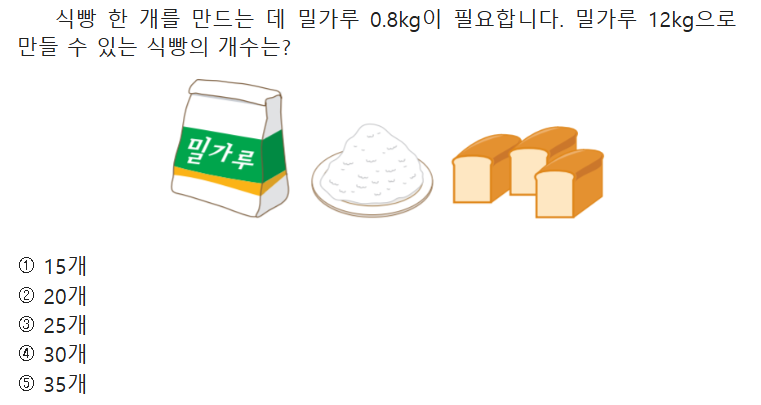 식빵 한 개를 만드는 데 밀가루 0.8kg이 필요합니다. 밀가루 12kg으로
만들 수 있는 식빵의 개수는?
밀가루
① 15개
② 20개
③ 25개
④ 30개
⑤ 35개